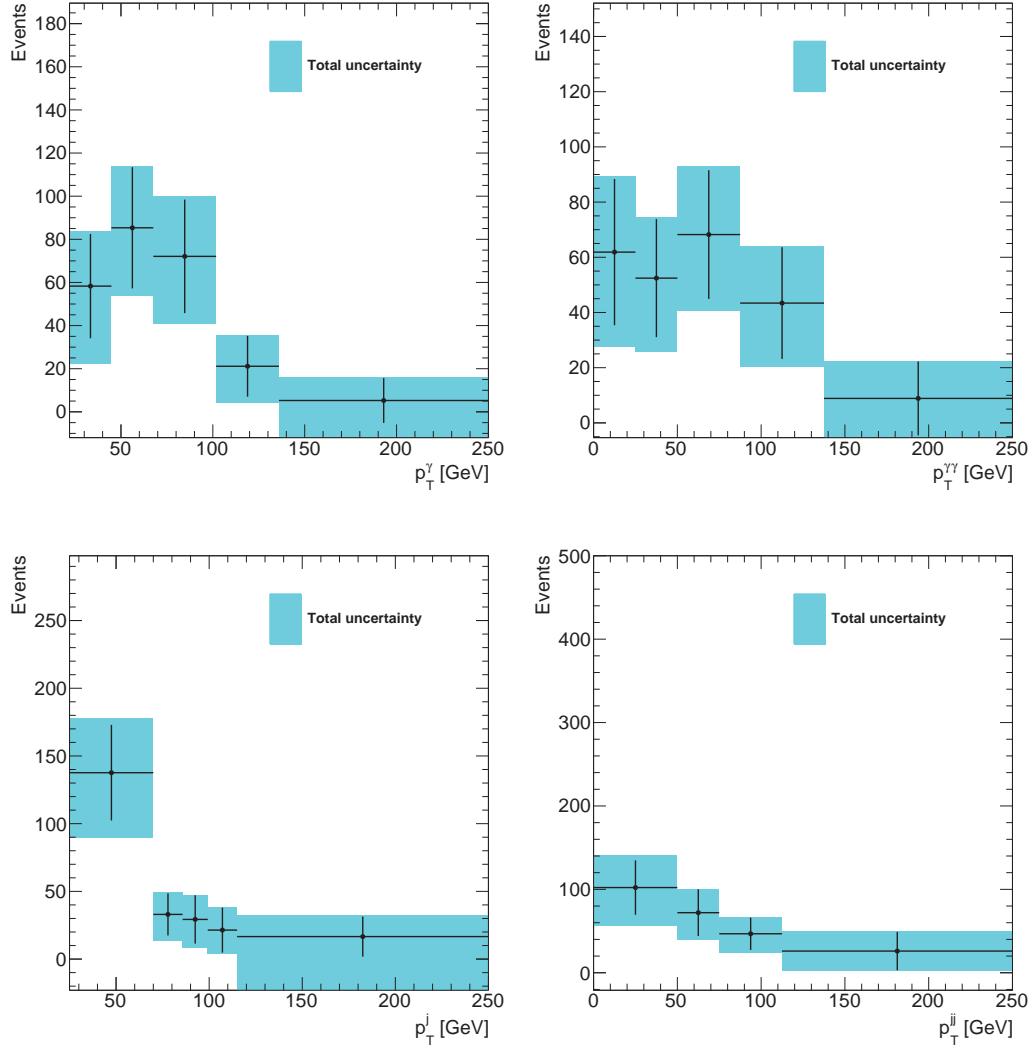 Events
180
160
140
120
100
80
60
40
20
0
Total uncertainty
50 100 150 200 250
p_T^γ [GeV]
Events
140
120
100
80
60
40
20
0
Total uncertainty
0 50 100 150 200 250
p_T^γγ [GeV]
Events
250
200
150
100
50
0
Total uncertainty
50 100 150 200 250
p_T^j [GeV]
Events
500
400
300
200
100
0
Total uncertainty
0 50 100 150 200 250
p_T^jj [GeV]